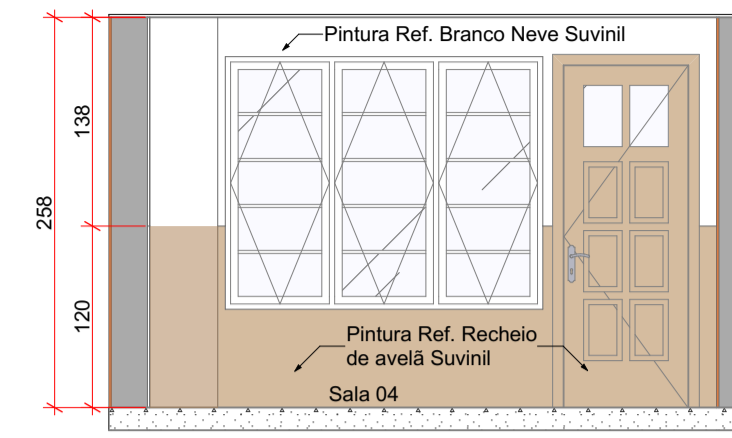 Pintura Ref. Branco Neve Suvinil
138
258
120
Pintura Ref. Recheio
de avelã Suvinil
Sala 04